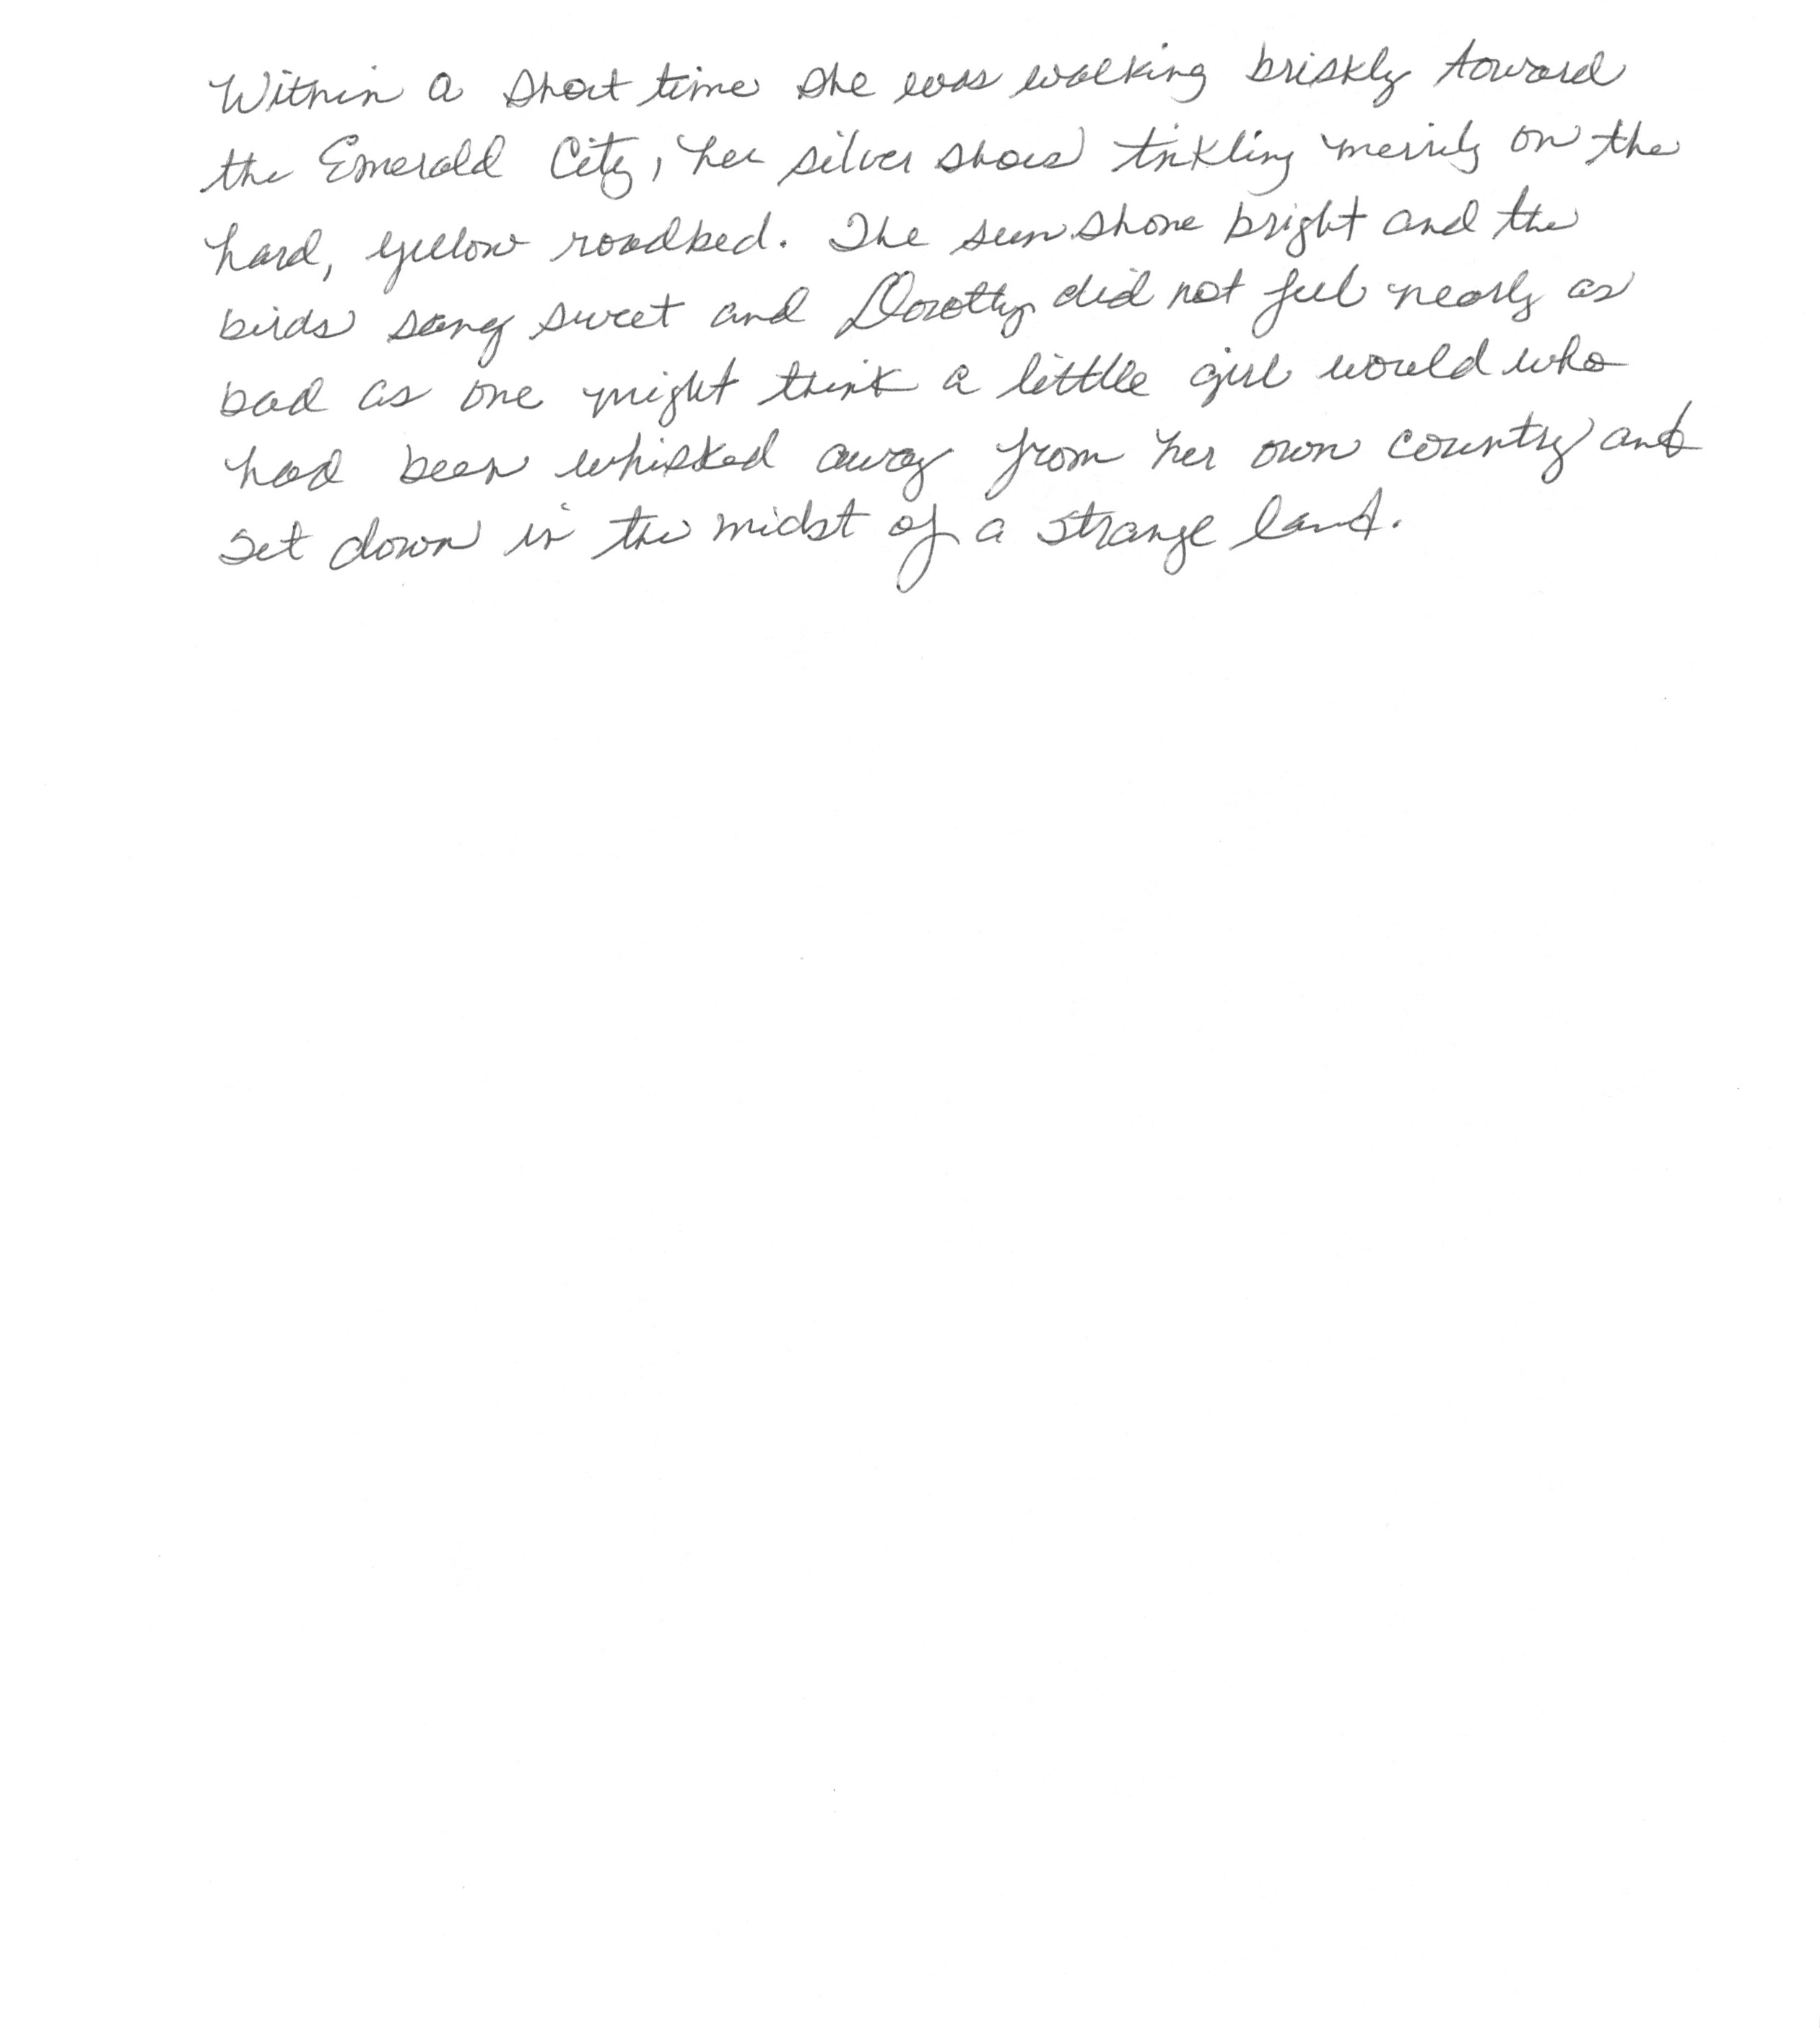 Within a short time she was walking briskly toward
the Emerald City, her silver shoes tinkling merrily on the
hard, yellow roadbed. The sun shone bright and the
birds sang sweet and Dorothy did not feel nearly as
bad as one might think a little girl would who
had been whisked away from her own country and
set down in the midst of a strange land.